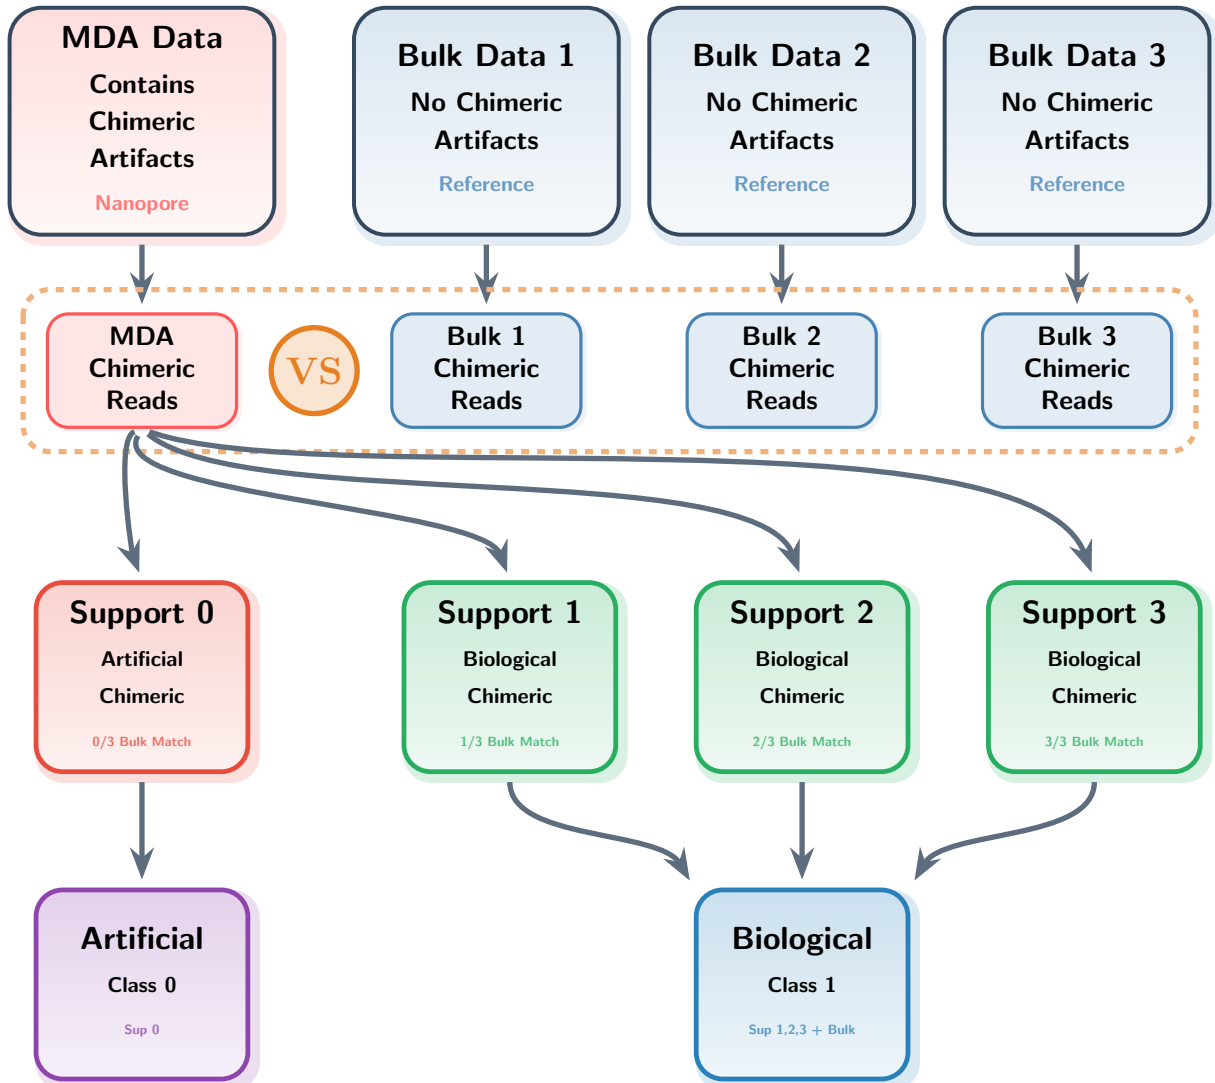 MDA Data
Contains
Chimeric
Artifacts
Nanopore
Bulk Data 1
No Chimeric
Artifacts
Reference
Bulk Data 2
No Chimeric
Artifacts
Reference
Bulk Data 3
No Chimeric
Artifacts
Reference
MDA
Chimeric
Reads
VS
Bulk 1
Chimeric
Reads
Bulk 2
Chimeric
Reads
Bulk 3
Chimeric
Reads
Support 0
Artificial
Chimeric
0/3 Bulk Match
Support 1
Biological
Chimeric
1/3 Bulk Match
Support 2
Biological
Chimeric
2/3 Bulk Match
Support 3
Biological
Chimeric
3/3 Bulk Match
Artificial
Class 0
Sup 0
Biological
Class 1
Sup 1,2,3 + Bulk